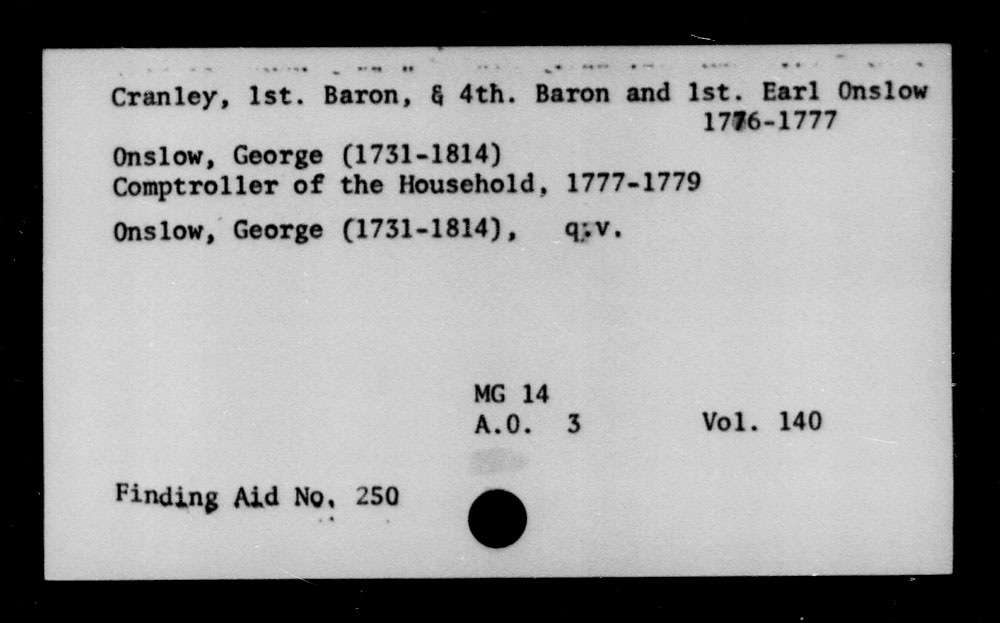 Cranley, 1st. Baron, & 4th. Baron and 1st. Earl Onslow
1776-1777
Onslow, George (1731-1814)
Comptroller of the Household, 1777-1779
Onslow, George (1731-1814), q.v.
MG 14
A.O. 3 Vol. 140
Finding Aid No. 250